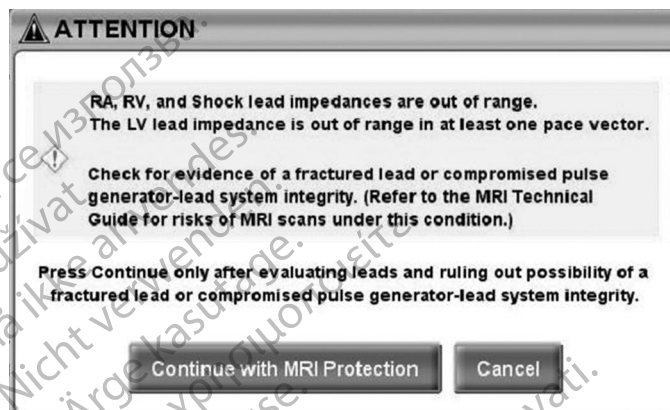 ATTENTION
RA, RV, and Shock lead impedances are out of range.
The LV lead impedance is out of range in at least one pace vector.
Check for evidence of a fractured lead or compromised pulse
generator-lead system integrity. (Refer to the MRI Technical
Guide for risks of MRI scans under this condition.)
Press Continue only after evaluating leads and ruling out possibility of a
fractured lead or compromised pulse generator-lead system integrity.
Continue with MRI Protection
Cancel
Nicht verwenden.
Ärge kasutage.